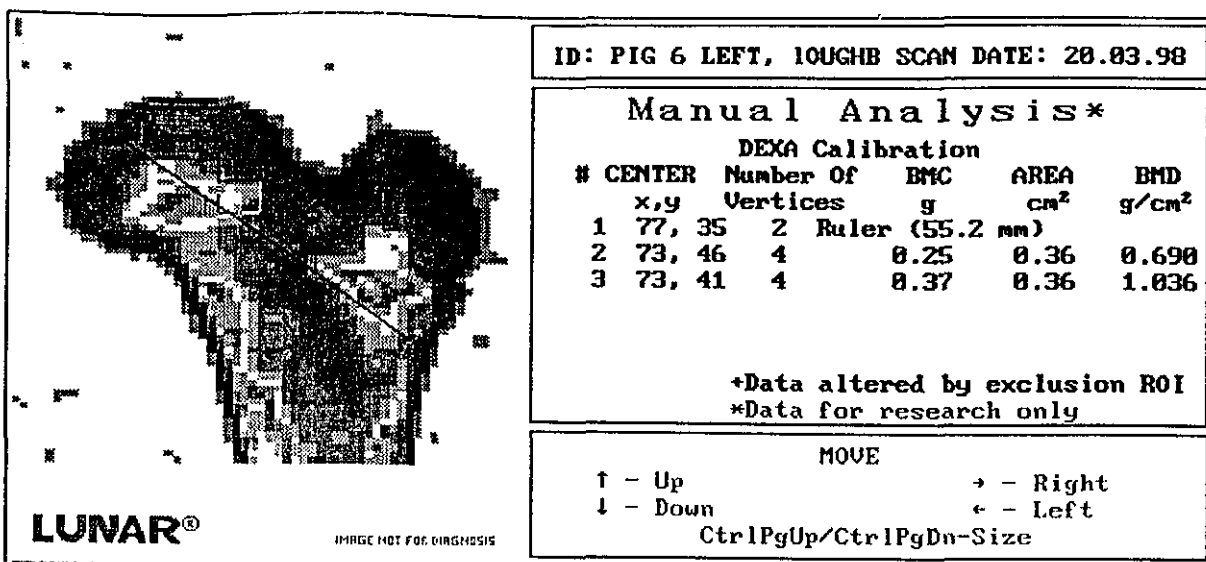 ID: PIG 6 LEFT, 10UGHB SCAN DATE: 20.03.98
Manual Analysis*
DEXA Calibration
# CENTER Number Of BMC AREA BMD
x,y Vertices g cm² g/cm²
1 77, 35 2 Ruler (55.2 mm)
2 73, 46 4 0.25 0.36 0.690
3 73, 41 4 0.37 0.36 1.036
+Data altered by exclusion ROI
*Data for research only
MOVE
↑ - Up → - Right
↓ - Down ← - Left
CtrlPgUp/CtrlPgDn-Size
LUNAR®
IMAGE NOT FOR DIAGNOSIS